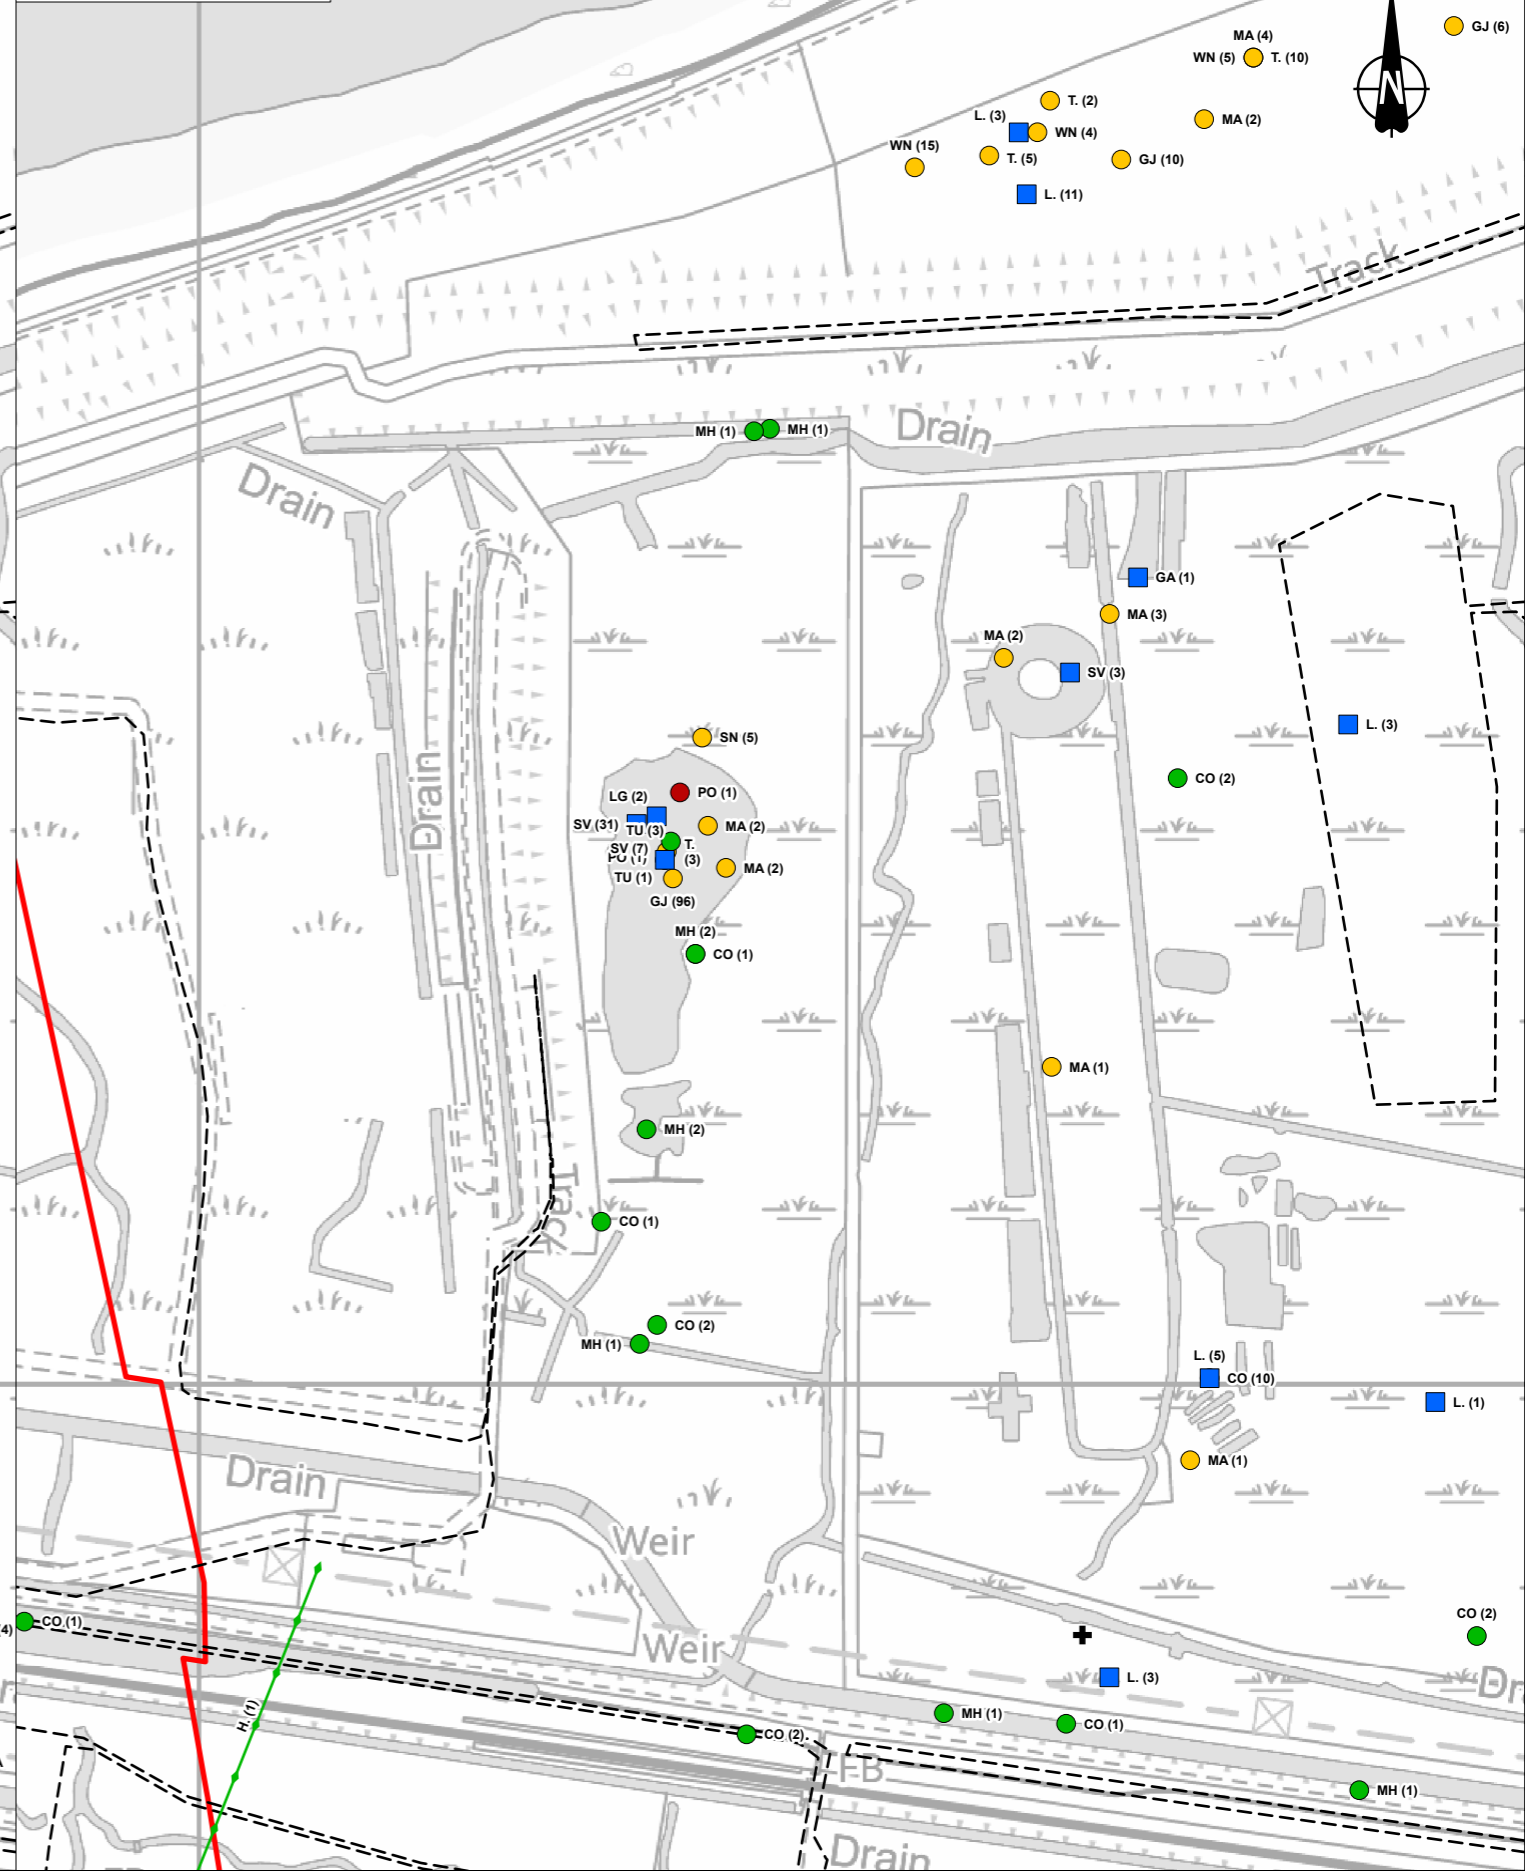 GJ (6)
MA (4)
WN (5)
T. (10)
N
T. (2)
L. (3)
WN (4)
MA (2)
WN (15)
T. (5)
GJ (10)
L. (11)
Track
MH (1)
MH (1)
Drain
Drain
GA (1)
MA (3)
MA (2)
SV (3)
L. (3)
SN (5)
CO (2)
Drain
LG (2)
PO (1)
SV (31)
TU (3)
MA (2)
T.
(3)
SV (7)
PO (1)
MA (2)
TU (1)
GJ (96)
MH (2)
CO (1)
MA (1)
MH (2)
Track
CO (1)
CO (2)
MH (1)
L. (5)
CO (10)
L. (1)
MA (1)
Drain
Weir
CO (2)
CO (1)
4)
Weir
L. (3)
H. (1)
MH (1)
CO (1)
CO (2)
FB
MH (1)
Drain